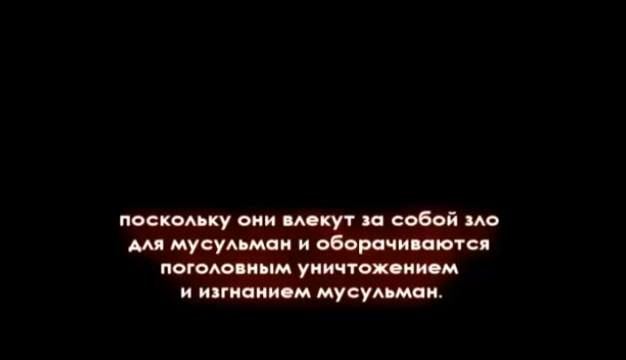 поскольку они влекут за собой зло
для мусульман и оборачиваются
поголовным уничтожением
и изгнанием мусульман.